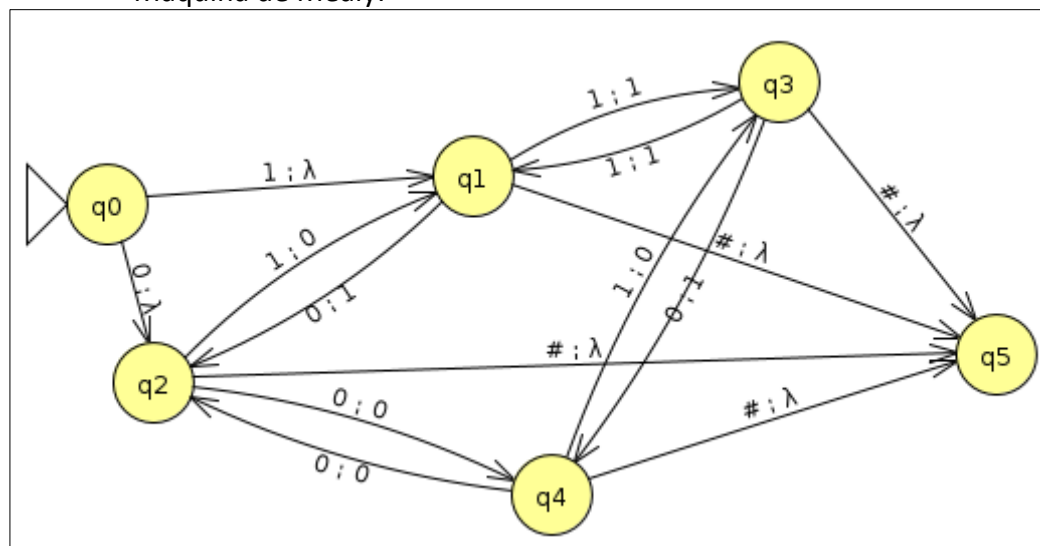 máquina de Mealy.
1 ; 1
q3
1 ; λ
q1
1 ; 1
q0
# ; λ
1 ; 0
# ; λ
0 ; λ
0 ; 1
1 ; 0
0 ; 1
# ; λ
q5
q2
0 ; 0
# ; λ
0 ; 0
q4